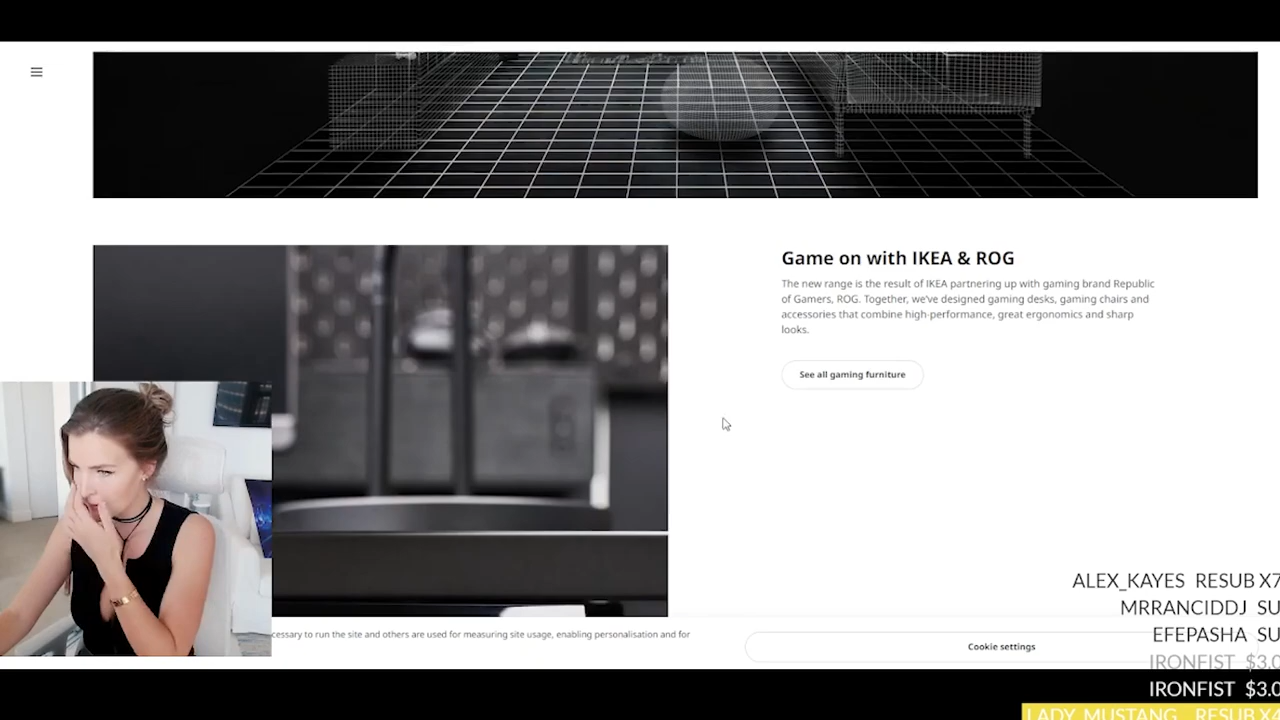 Game on with IKEA & ROG
The new range is the result of IKEA partnering up with gaming brand Republic
of Gamers, ROG. Together, we've designed gaming desks, gaming chairs and
accessories that combine high-performance, great ergonomics and sharp
looks.
See all gaming furniture
cessary to run the site and others are used for measuring site usage, enabling personalisation and for
Cookie settings
ALEX_KAYES RESUB X7
MRRANCIDDJ SU
EFEPASHA SU
IRONFIST $3.0
IRONFIST $3.0
LADY_MUSTANG_ RESUB X